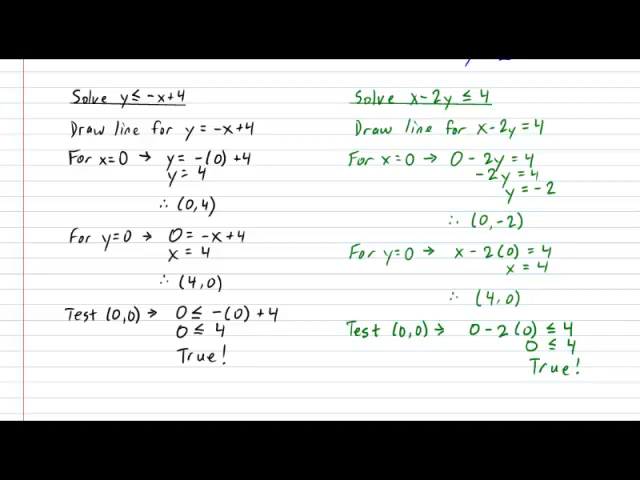 Solve y ≤ -x+4
Draw line for y = -x+4
For x=0 → y = -(0) +4
y = 4
∴ (0,4)
For y=0 → 0 = -x+4
x = 4
∴ (4,0)
Test (0,0) → 0 ≤ -(0) +4
0 ≤ 4
True!
Solve x-2y ≤ 4
Draw line for x-2y=4
For x=0 → 0 - 2y = 4
-2y = 4
y = -2
∴ (0,-2)
For y=0 → x - 2(0) = 4
x = 4
∴ (4,0)
Test (0,0) → 0-2(0) ≤ 4
0 ≤ 4
True!